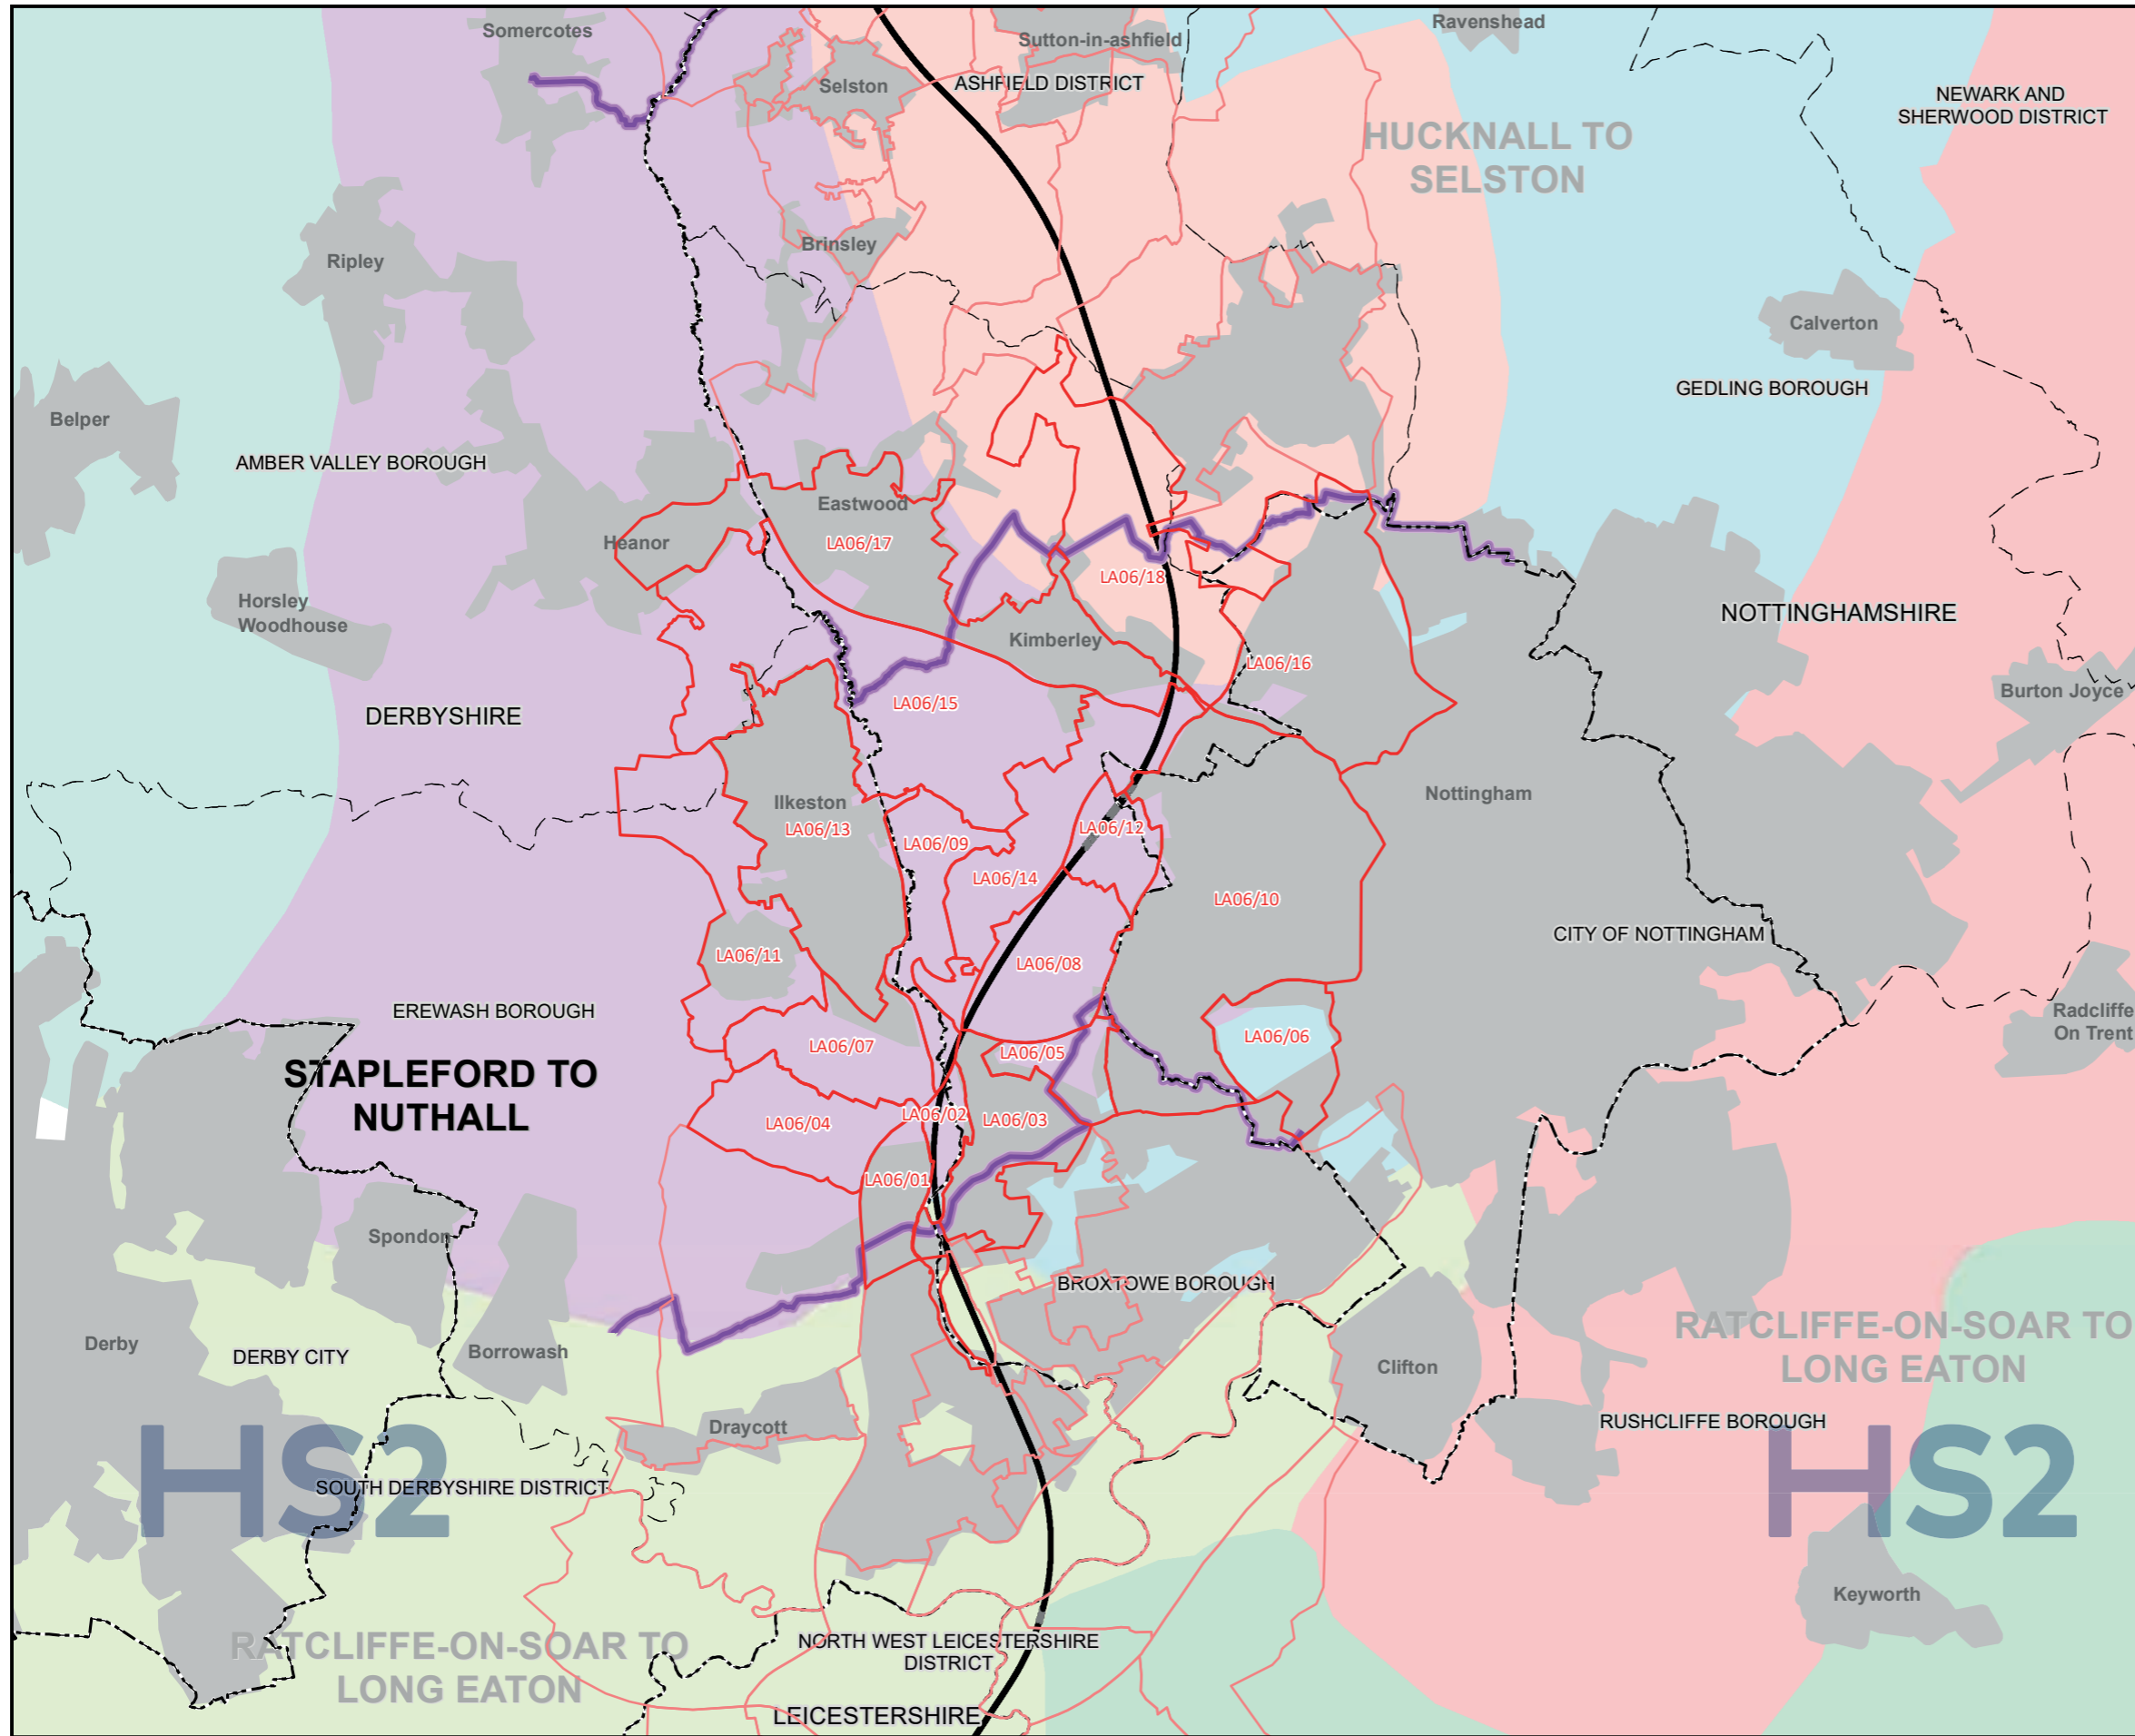 Somercotes
Ravenshead
Sutton-in-ashfield
Selston
ASHFIELD DISTRICT
NEWARK AND
SHERWOOD DISTRICT
HUCKNALL TO
SELSTON
Brinsley
Ripley
Calverton
GEDLING BOROUGH
Belper
AMBER VALLEY BOROUGH
Eastwood
LA06/17
Heanor
LA06/18
Horsley
Woodhouse
NOTTINGHAMSHIRE
Kimberley
LA06/16
Burton Joyce
LA06/15
DERBYSHIRE
Nottingham
Ilkeston
LA06/13
LA06/12
LA06/09
LA06/14
LA06/10
CITY OF NOTTINGHAM
LA06/11
LA06/08
EREWASH BOROUGH
Radcliffe
On Trent
LA06/06
LA06/07
LA06/05
STAPLEFORD TO
NUTHALL
LA06/04
LA06/02
LA06/03
LA06/01
Spondon
BROXTOWE BOROUGH
RATCLIFFE-ON-SOAR TO
LONG EATON
Derby
DERBY CITY
Borrowash
Clifton
RUSHCLIFFE BOROUGH
Draycott
HS2
SOUTH DERBYSHIRE DISTRICT
HS2
Keyworth
RATCLIFFE-ON-SOAR TO
LONG EATON
NORTH WEST LEICESTERSHIRE
DISTRICT
LEICESTERSHIRE